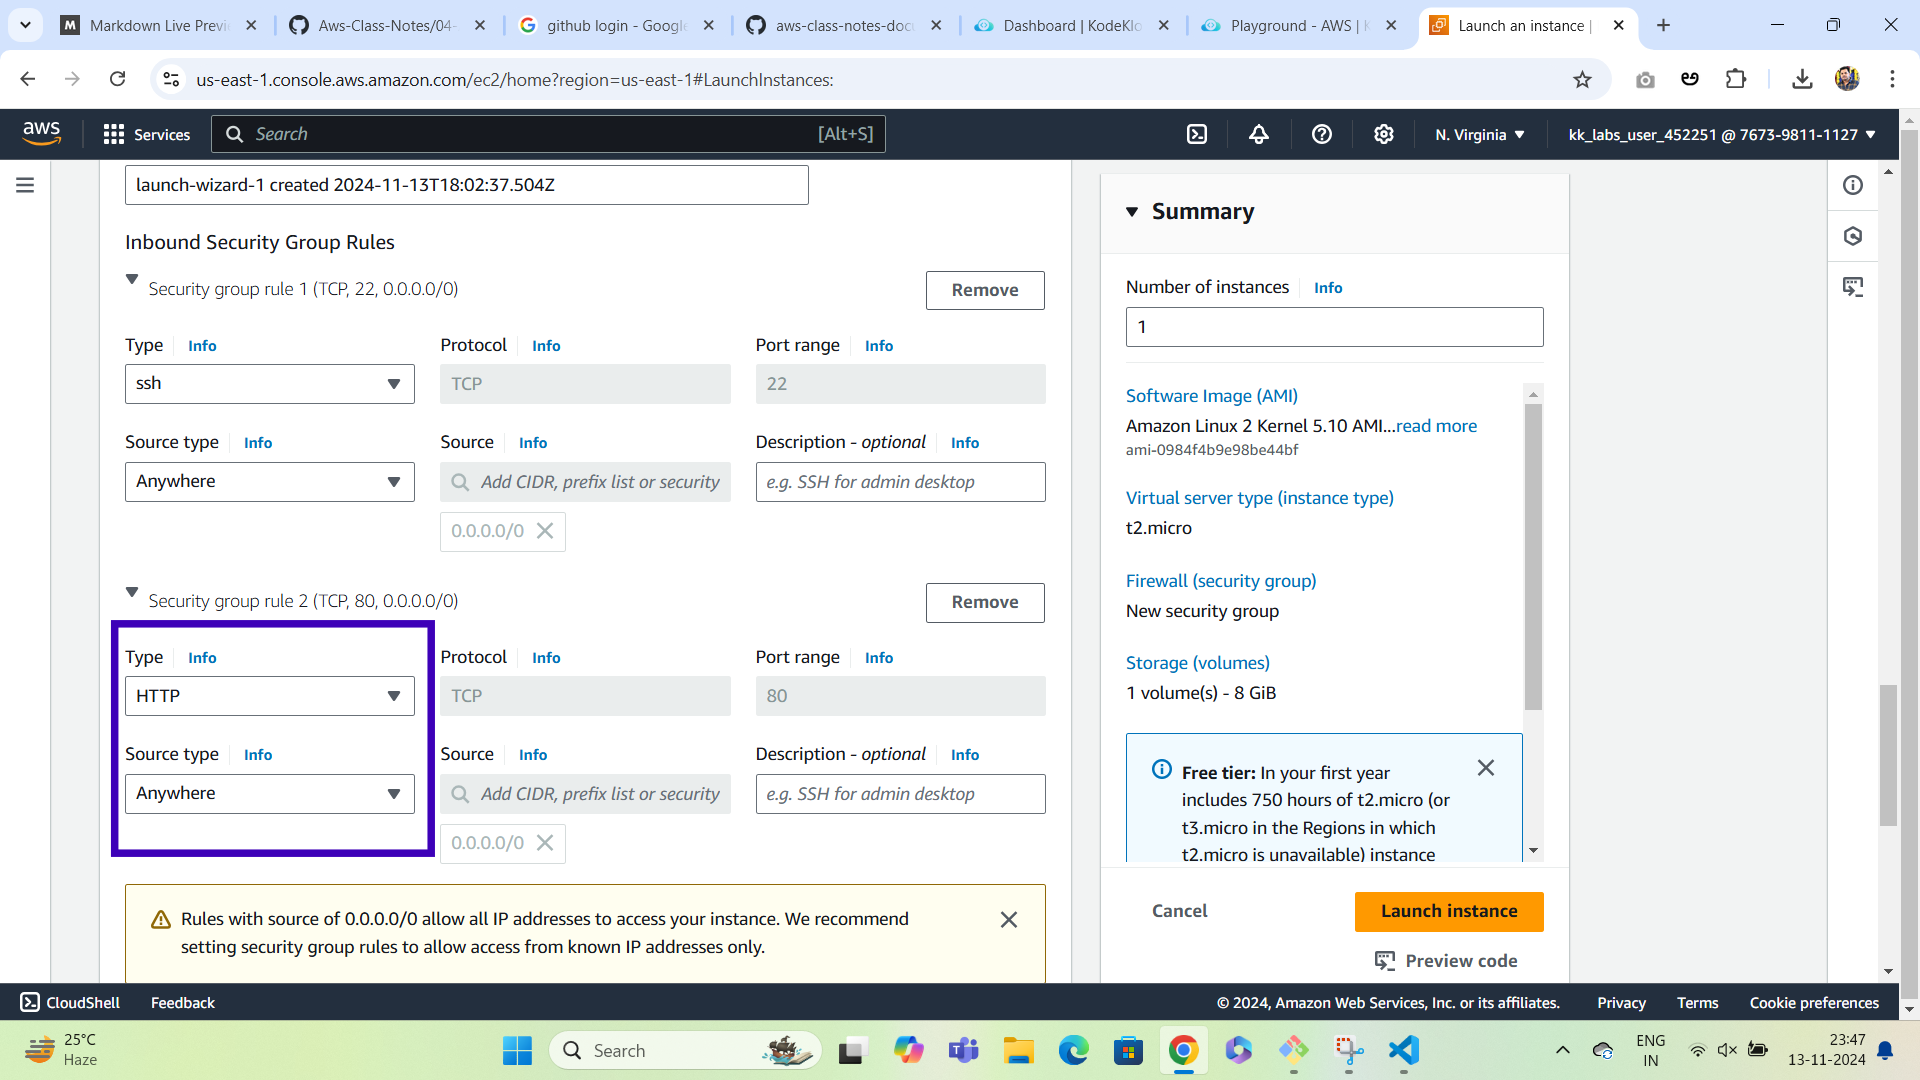 Markdown Live Previ
Aws-Class-Notes/04-
github login - Google
aws-class-notes-docu
Dashboard | KodeKlo
Playground - AWS | K
Launch an instance |
us-east-1.console.aws.amazon.com/ec2/home?region=us-east-1#LaunchInstances:
aws
Services
Search
[Alt+S]
N. Virginia
kk_labs_user_452251 @ 7673-9811-1127
launch-wizard-1 created 2024-11-13T18:02:37.504Z
Inbound Security Group Rules
Security group rule 1 (TCP, 22, 0.0.0.0/0)
Remove
Type Info
Protocol Info
Port range Info
ssh
TCP
22
Source type Info
Source Info
Description - optional Info
Anywhere
Add CIDR, prefix list or security
e.g. SSH for admin desktop
0.0.0.0/0
Security group rule 2 (TCP, 80, 0.0.0.0/0)
Remove
Type Info
Protocol Info
Port range Info
HTTP
TCP
80
Source type Info
Source Info
Description - optional Info
Anywhere
Add CIDR, prefix list or security
e.g. SSH for admin desktop
0.0.0.0/0
Rules with source of 0.0.0.0/0 allow all IP addresses to access your instance. We recommend
setting security group rules to allow access from known IP addresses only.
Summary
Number of instances Info
1
Software Image (AMI)
Amazon Linux 2 Kernel 5.10 AMI...read more
ami-0984f4b9e98be44bf
Virtual server type (instance type)
t2.micro
Firewall (security group)
New security group
Storage (volumes)
1 volume(s) - 8 GiB
Free tier: In your first year
includes 750 hours of t2.micro (or
t3.micro in the Regions in which
t2.micro is unavailable) instance
Cancel
Launch instance
Preview code
CloudShell
Feedback
© 2024, Amazon Web Services, Inc. or its affiliates.
Privacy
Terms
Cookie preferences
25°C
Haze
Search
ENG
IN
23:47
13-11-2024